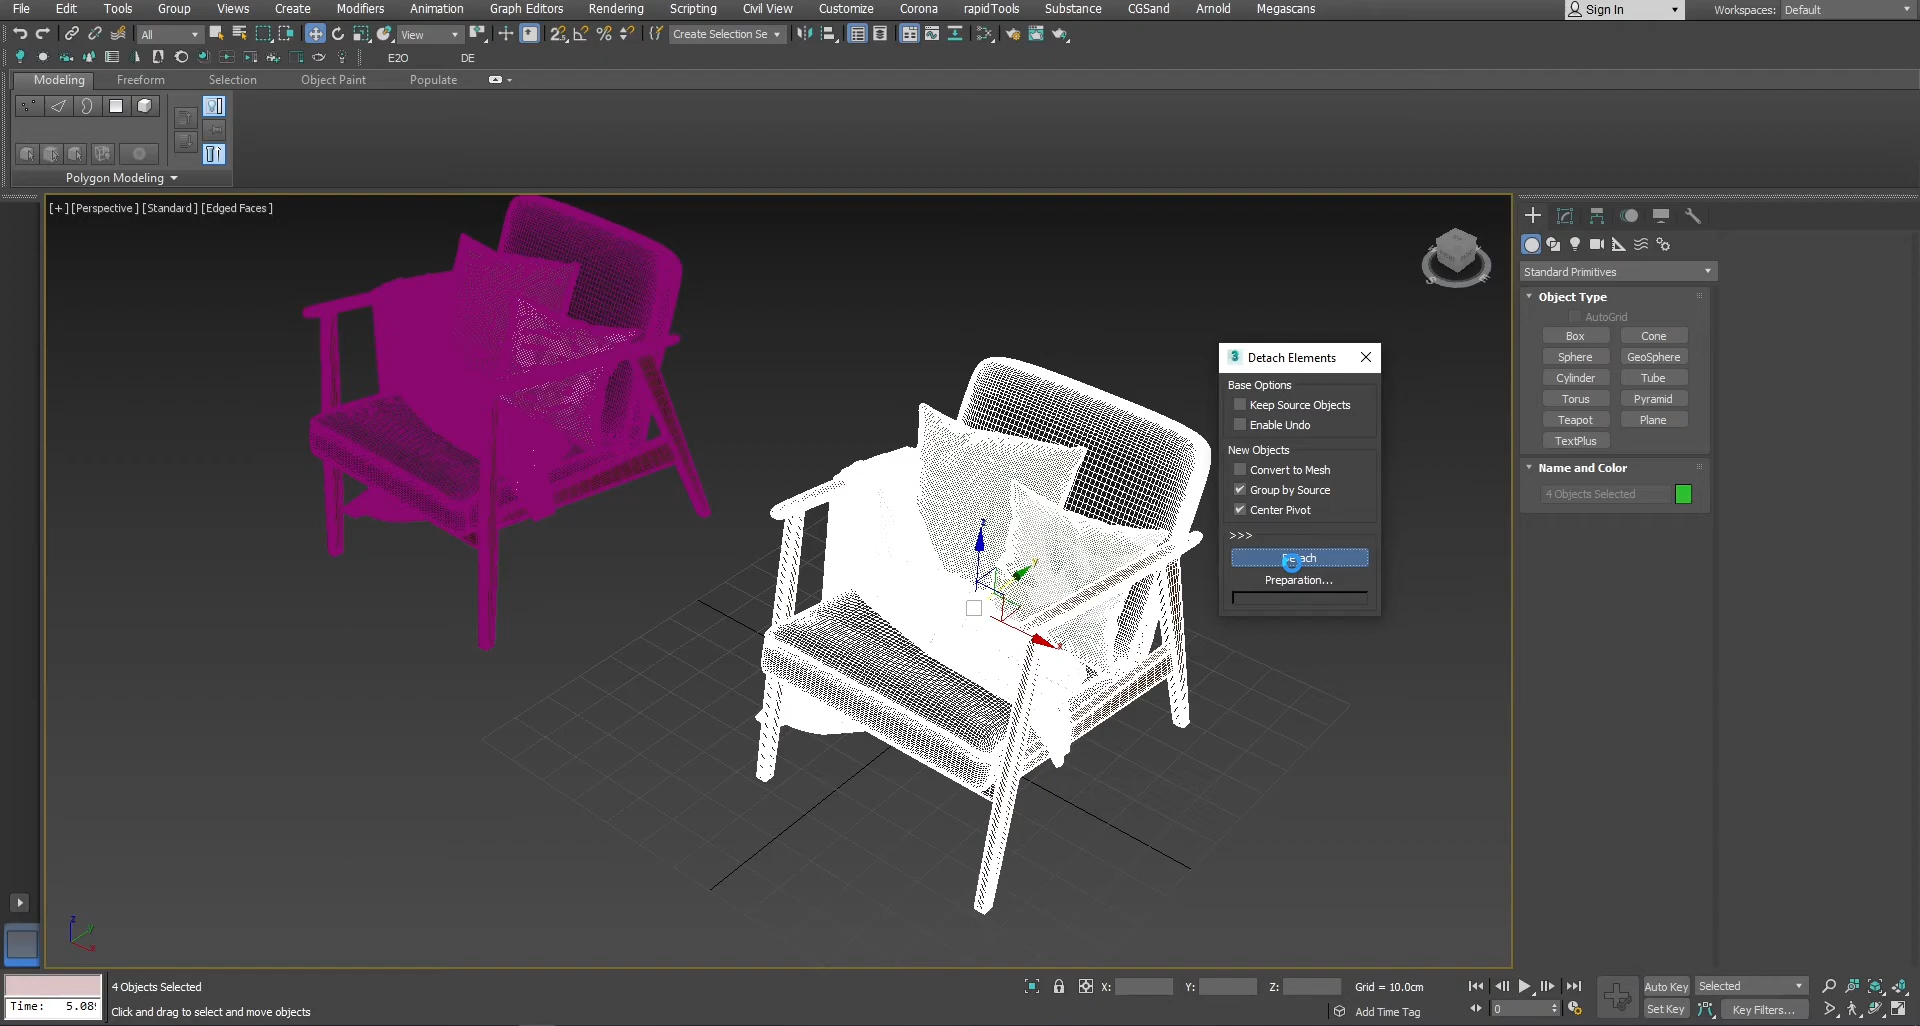 File Edit Tools Group Views Create Modifiers Animation Graph Editors Rendering Scripting Civil View Customize Corona rapidTools Substance CGSand Arnold Megascans Sign In Workspaces: Default
All View Create Selection Se
E2O DE
Modeling Freeform Selection Object Paint Populate
Polygon Modeling
[+] [Perspective] [Standard] [Edged Faces]
Standard Primitives
Object Type
AutoGrid
Box Cone
Sphere GeoSphere
Cylinder Tube
Torus Pyramid
Teapot Plane
TextPlus
Name and Color
4 Objects Selected
3 Detach Elements
Base Options
Keep Source Objects
Enable Undo
New Objects
Convert to Mesh
Group by Source
Center Pivot
>>>
Preparation...
z
y
x
z
y
x
Time: 5.08
4 Objects Selected
Click and drag to select and move objects
X: Y: Z: Grid = 10.0cm
Add Time Tag
0
Auto Key Selected
Set Key Key Filters...